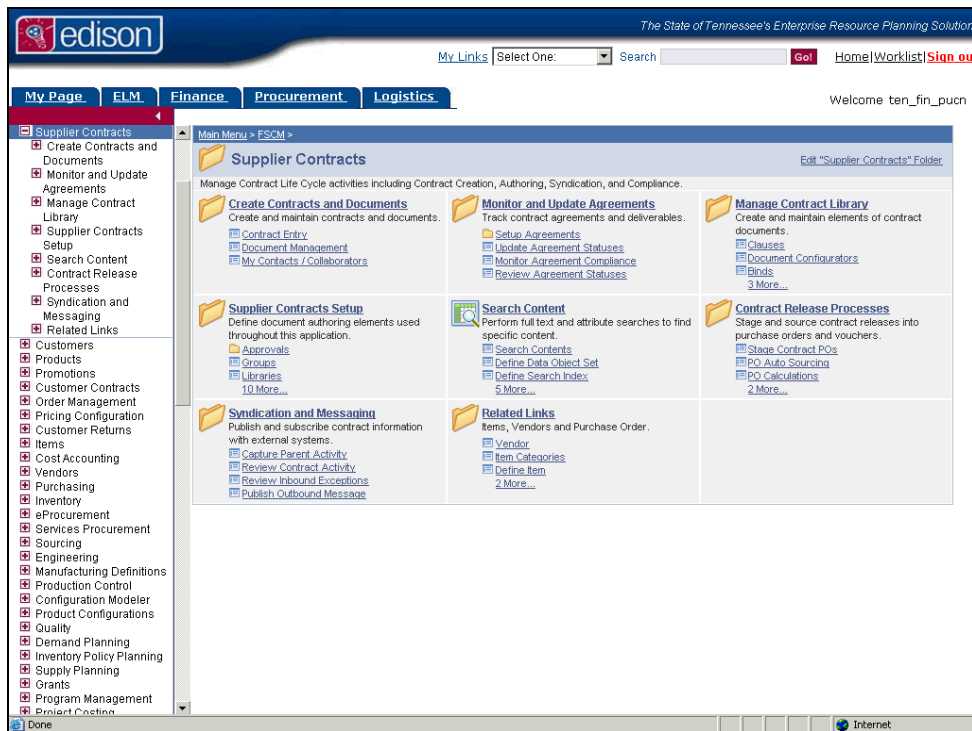 edison
The State of Tennessee's Enterprise Resource Planning Solution
My Links Select One: Search Go! Home|Worklist|Sign ou
My Page ELM Finance Procurement Logistics
Welcome ten_fin_pucn
Supplier Contracts
Create Contracts and
Documents
Monitor and Update
Agreements
Manage Contract
Library
Supplier Contracts
Setup
Search Content
Contract Release
Processes
Syndication and
Messaging
Related Links
Customers
Products
Promotions
Customer Contracts
Order Management
Pricing Configuration
Customer Returns
Items
Cost Accounting
Vendors
Purchasing
Inventory
eProcurement
Services Procurement
Sourcing
Engineering
Manufacturing Definitions
Production Control
Configuration Modeler
Product Configurations
Quality
Demand Planning
Inventory Policy Planning
Supply Planning
Grants
Program Management
Project Costing
Main Menu > FSCM >
Supplier Contracts
Edit "Supplier Contracts" Folder
Manage Contract Life Cycle activities including Contract Creation, Authoring, Syndication, and Compliance.
Create Contracts and Documents
Create and maintain contracts and documents.
Contract Entry
Document Management
My Contacts / Collaborators
Monitor and Update Agreements
Track contract agreements and deliverables.
Setup Agreements
Update Agreement Statuses
Monitor Agreement Compliance
Review Agreement Statuses
Manage Contract Library
Create and maintain elements of contract
documents.
Clauses
Document Configurators
Binds
3 More...
Supplier Contracts Setup
Define document authoring elements used
throughout this application.
Approvals
Groups
Libraries
10 More...
Search Content
Perform full text and attribute searches to find
specific content.
Search Contents
Define Data Object Set
Define Search Index
5 More...
Contract Release Processes
Stage and source contract releases into
purchase orders and vouchers.
Stage Contract POs
PO Auto Sourcing
PO Calculations
2 More...
Syndication and Messaging
Publish and subscribe contract information
with external systems.
Capture Parent Activity
Review Contract Activity
Review Inbound Exceptions
Publish Outbound Message
Related Links
Items, Vendors and Purchase Order.
Vendor
Item Categories
Define Item
2 More...
Done
Internet